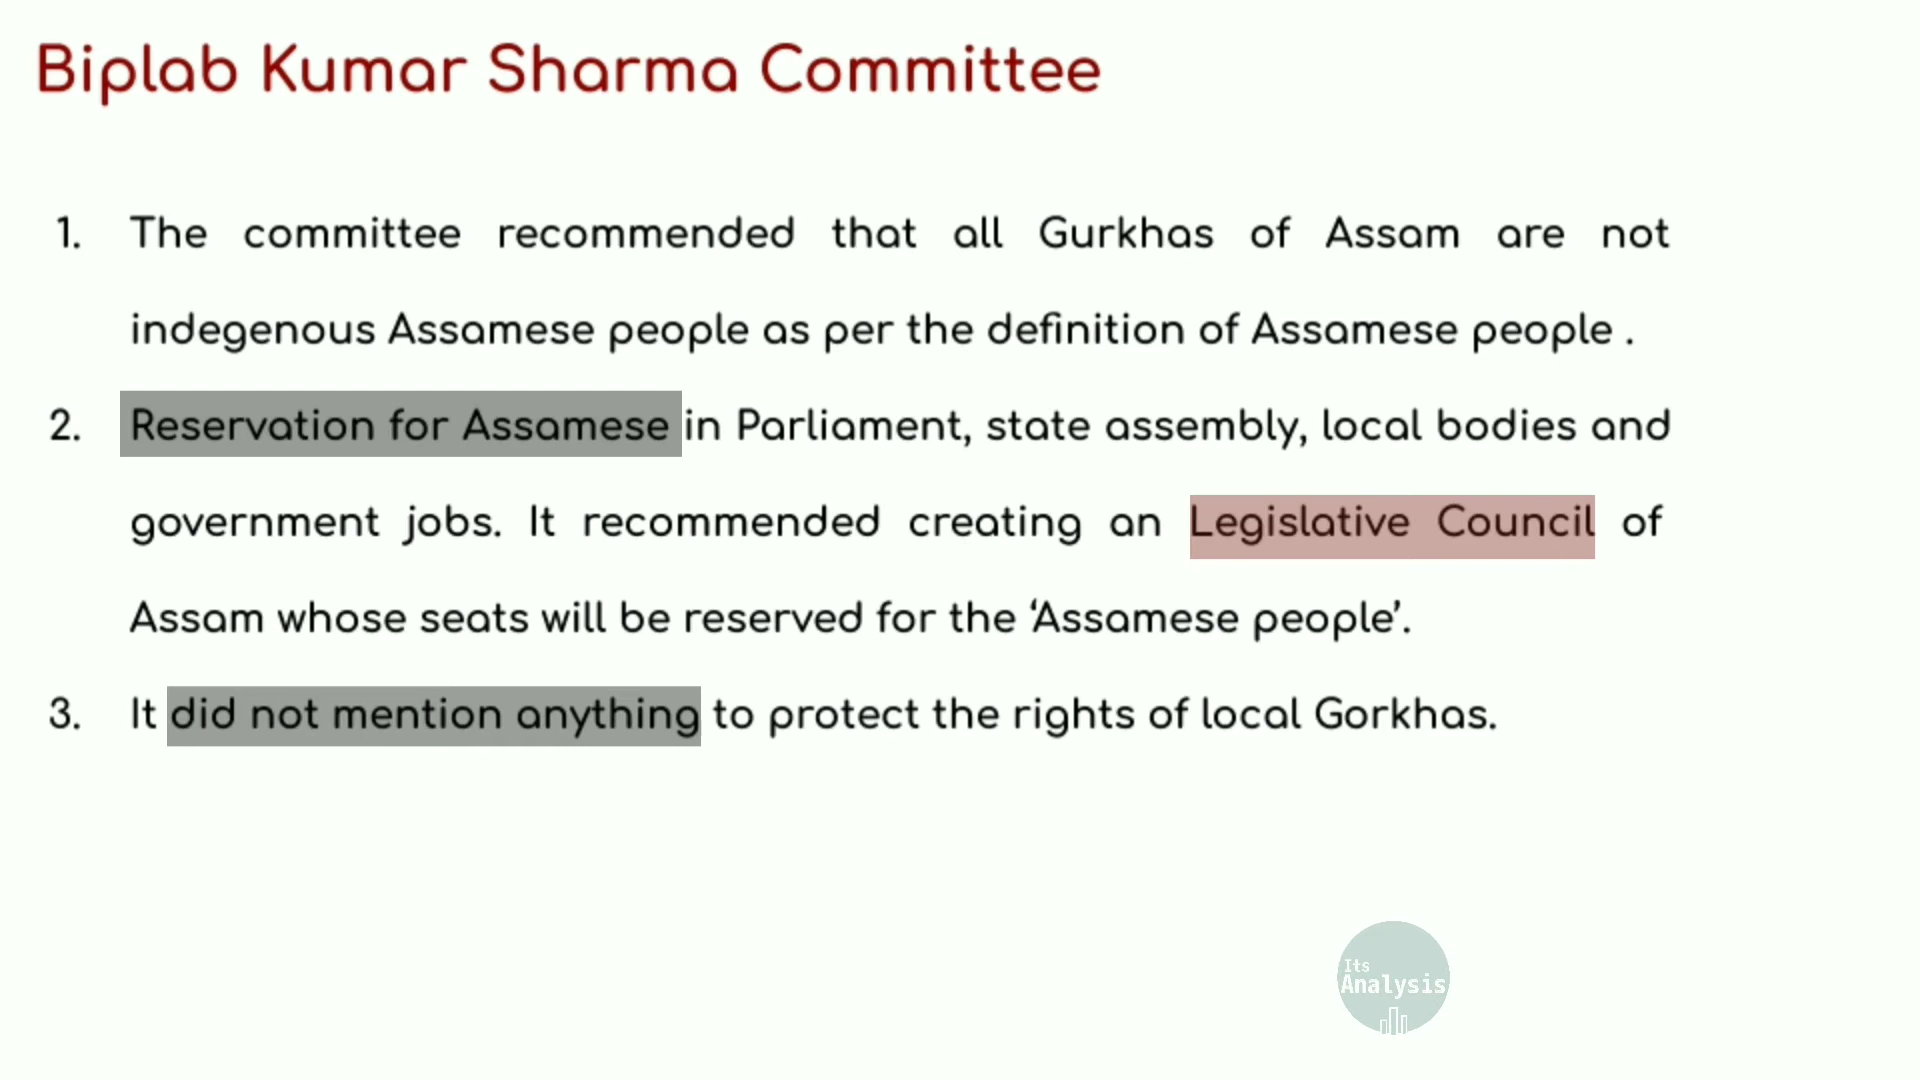 Biplab Kumar Sharma Committee
1. The committee recommended that all Gurkhas of Assam are not
indegenous Assamese people as per the definition of Assamese people .
2. Reservation for Assamese in Parliament, state assembly, local bodies and
government jobs. It recommended creating an Legislative Council of
Assam whose seats will be reserved for the ‘Assamese people’.
3. It did not mention anything to protect the rights of local Gorkhas.
Its
Analysis